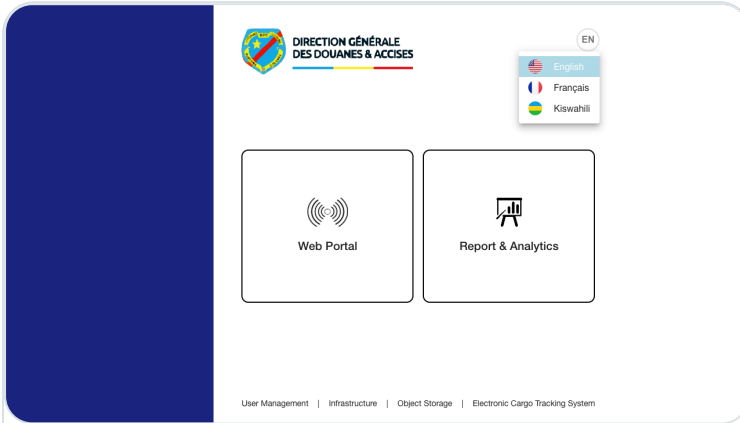 DIRECTION GÉNÉRALE
DES DOUANES & ACCISES
EN
English
Français
Kiswahili
Web Portal
Report & Analytics
User Management | Infrastructure | Object Storage | Electronic Cargo Tracking System